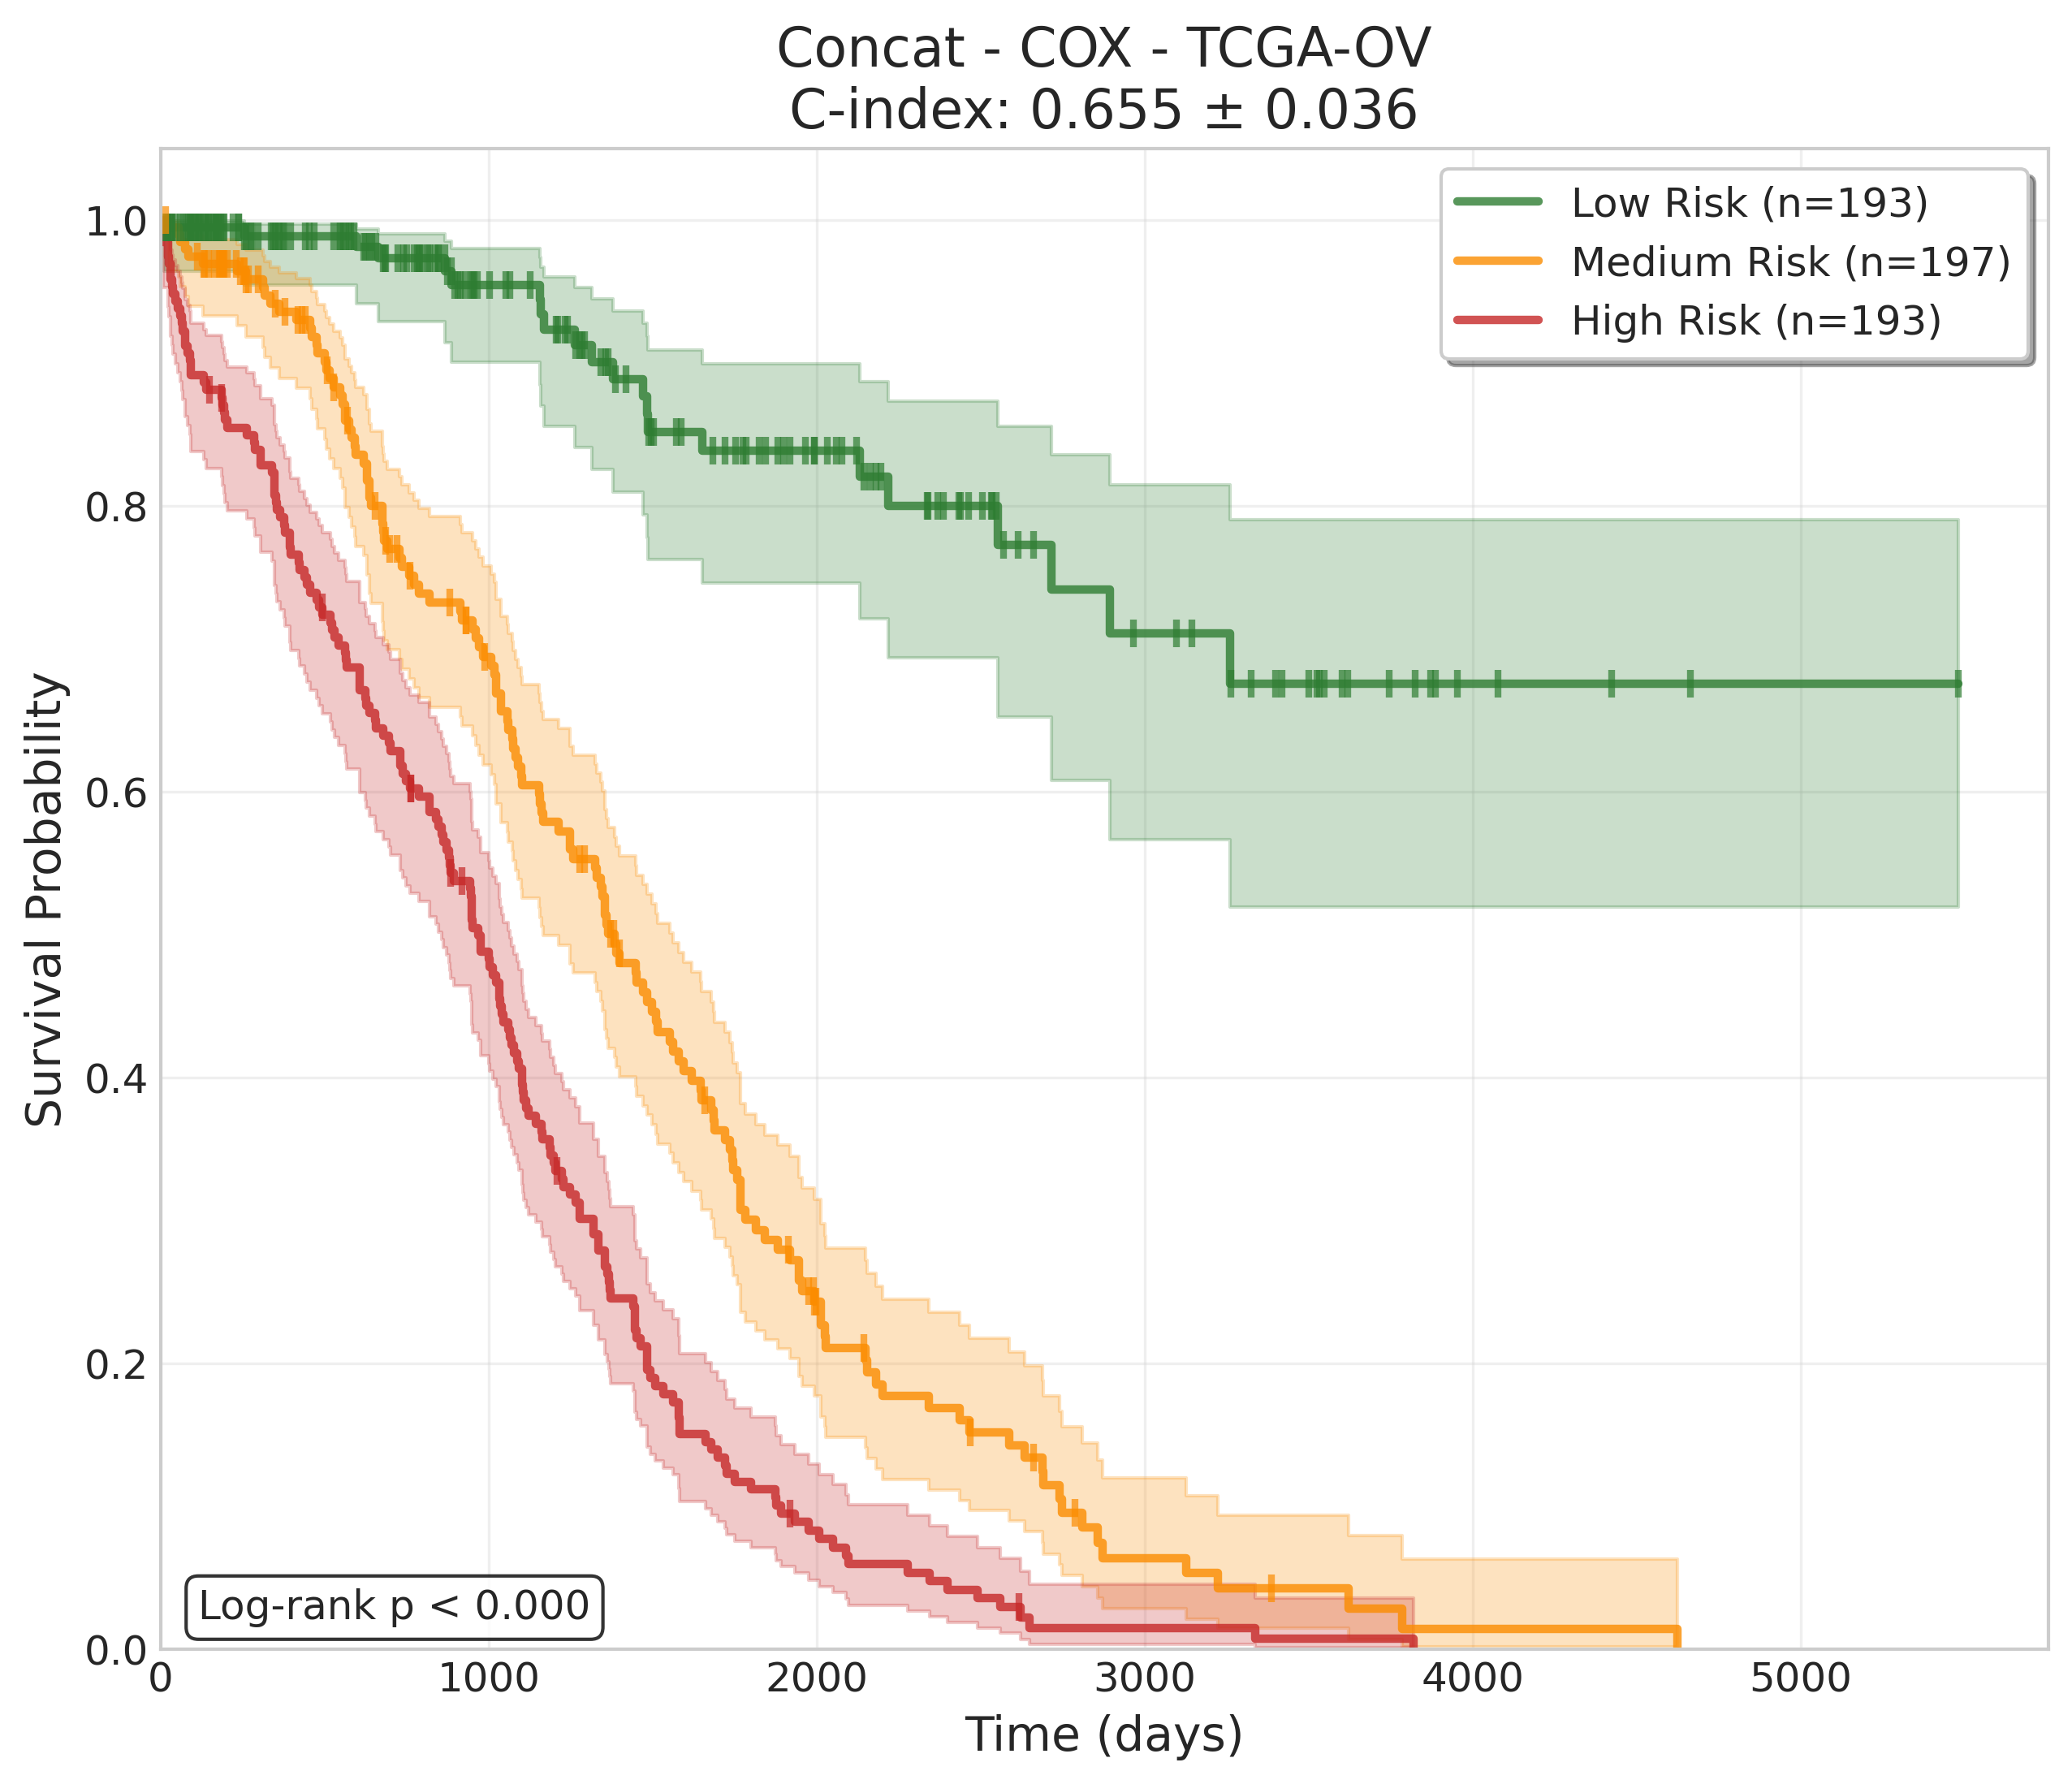 Concat - COX - TCGA-OV
C-index: 0.655 ± 0.036
Low Risk (n=193)
Medium Risk (n=197)
High Risk (n=193)
Survival Probability
1.0
0.8
0.6
0.4
0.2
0.0
Log-rank p < 0.000
0 1000 2000 3000 4000 5000
Time (days)